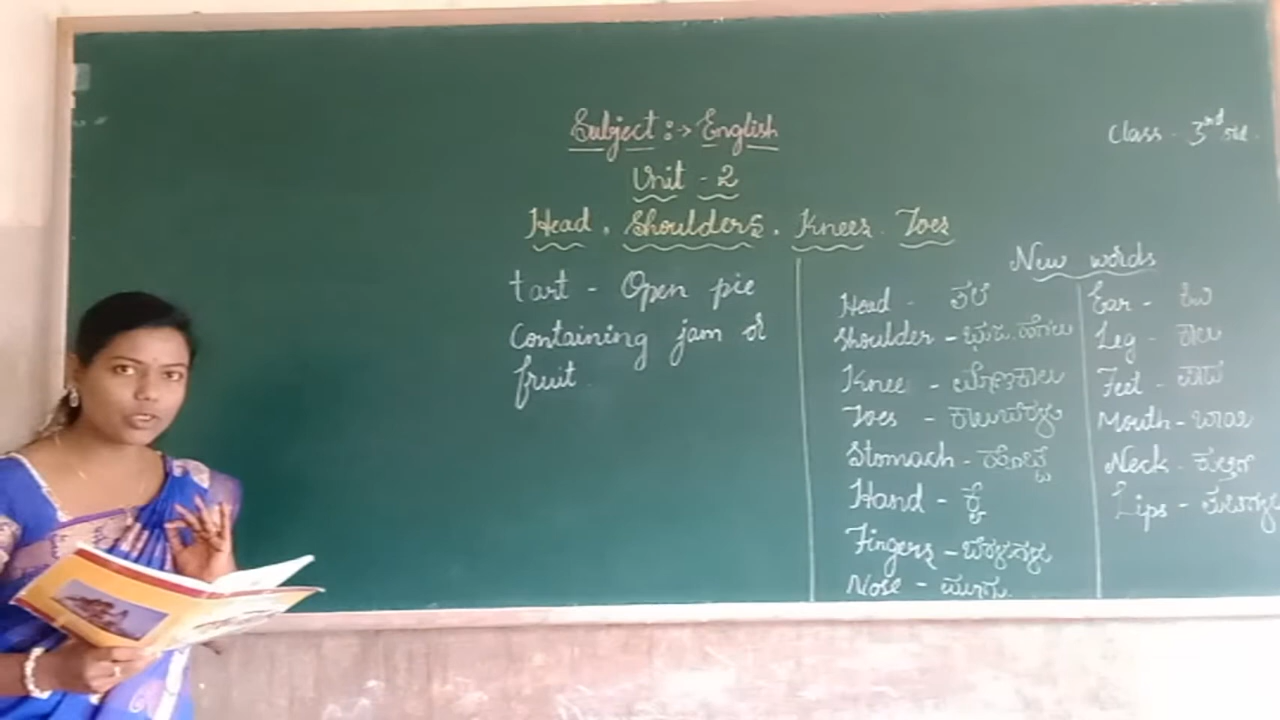 Subject :→ English
Class - 3rd std.
Unit - 2
Head, Shoulders, Knees. Toes
tart - Open pie
Containing jam or
fruit.
New words
Head - ತಲೆ
Shoulder - ಭುಜ. ಹೆಗಲು
Knee - ಮೊಣಕಾಲು
Toes - ಕಾಲುಬೆರಳು
Stomach - ಹೊಟ್ಟೆ
Hand - ಕೈ
Fingers - ಬೆರಳುಗಳು
Nose - ಮೂಗು.
Ear - ಕಿವಿ
Leg - ಕಾಲು
Feet - ಪಾದ
Mouth - ಬಾಯಿ
Neck - ಕುತ್ತಿಗೆ
Lips - ತುಟಿಗಳು